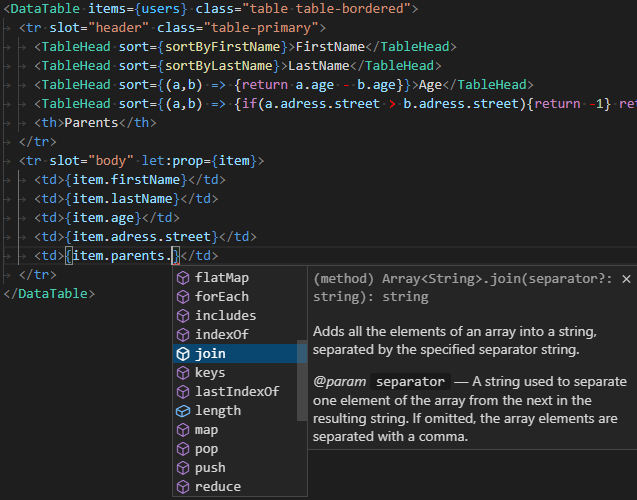 <DataTable items={users} class="table table-bordered">
<tr slot="header" class="table-primary">
<TableHead sort={sortByFirstName}>FirstName</TableHead>
<TableHead sort={sortByLastName}>LastName</TableHead>
<TableHead sort={(a,b) => {return a.age - b.age}}>Age</TableHead>
<TableHead sort={(a,b) => {if(a.adress.street > b.adress.street){return -1} ret
<th>Parents</th>
</tr>
<tr slot="body" let:prop={item}>
<td>{item.firstName}</td>
<td>{item.lastName}</td>
<td>{item.age}</td>
<td>{item.adress.street}</td>
<td>{item.parents.}</td>
</tr>
</DataTable>
flatMap
forEach
includes
indexOf
join
keys
lastIndexOf
length
map
pop
push
reduce
(method) Array<String>.join(separator?:
string): string
Adds all the elements of an array into a string,
separated by the specified separator string.
@param separator — A string used to separate
one element of the array from the next in the
resulting string. If omitted, the array elements are
separated with a comma.